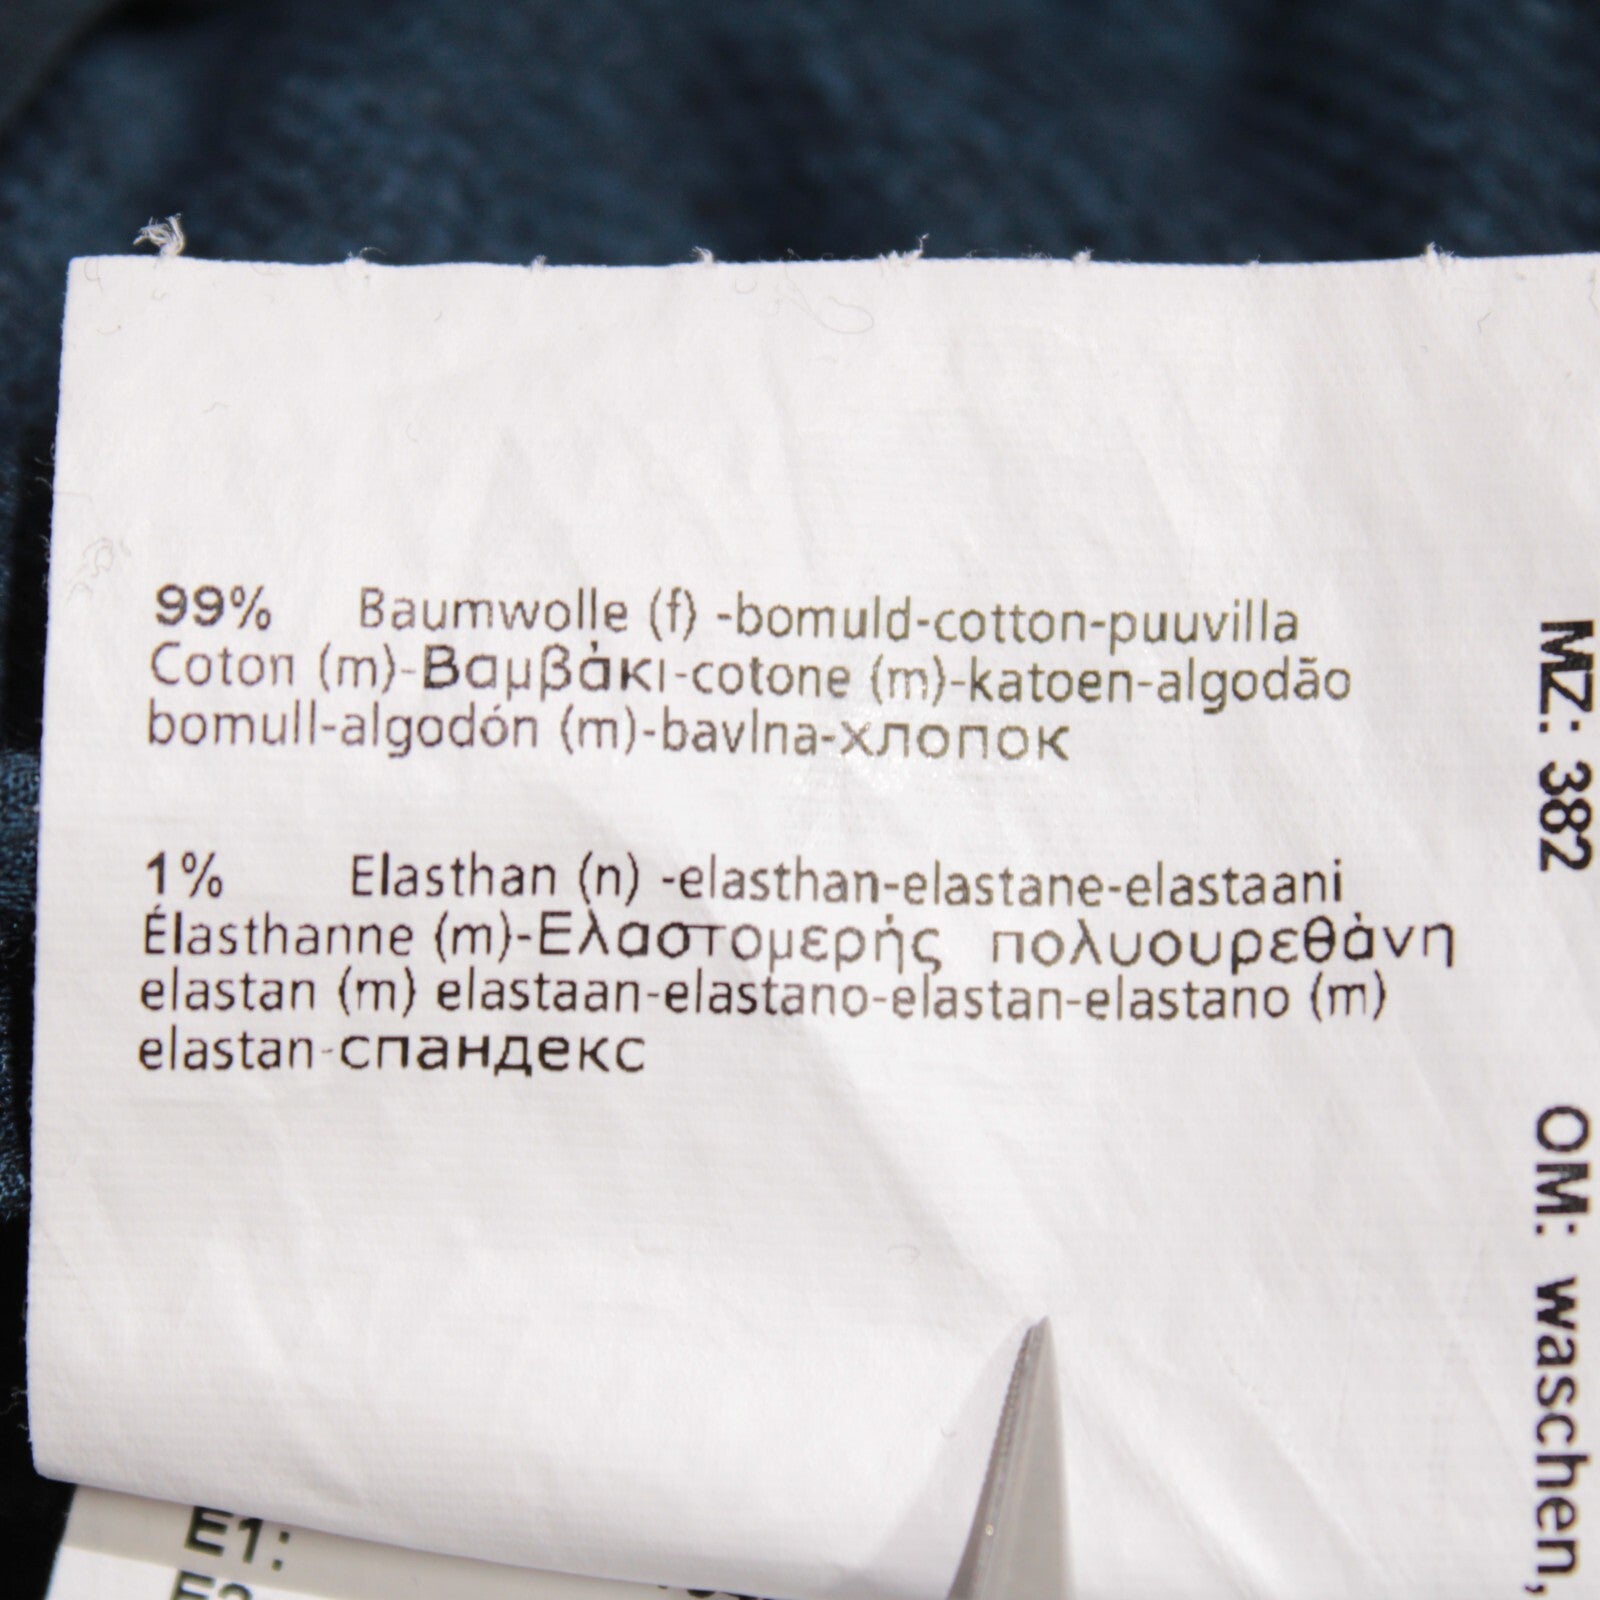 99% Baumwolle (f) -bomuld-cotton-puuvilla
Coton (m)-Βαμβάκι-cotone (m)-katoen-algodão
bomull-algodón (m)-bavlna-хлопок
1% Elasthan (n) -elasthan-elastane-elastaani
Élasthanne (m)-Ελαστομερής πολυουρεθάνη
elastan (m) elastaan-elastano-elastan-elastano (m)
elastan-спандекс
MZ: 382 OM: waschen,
E1: